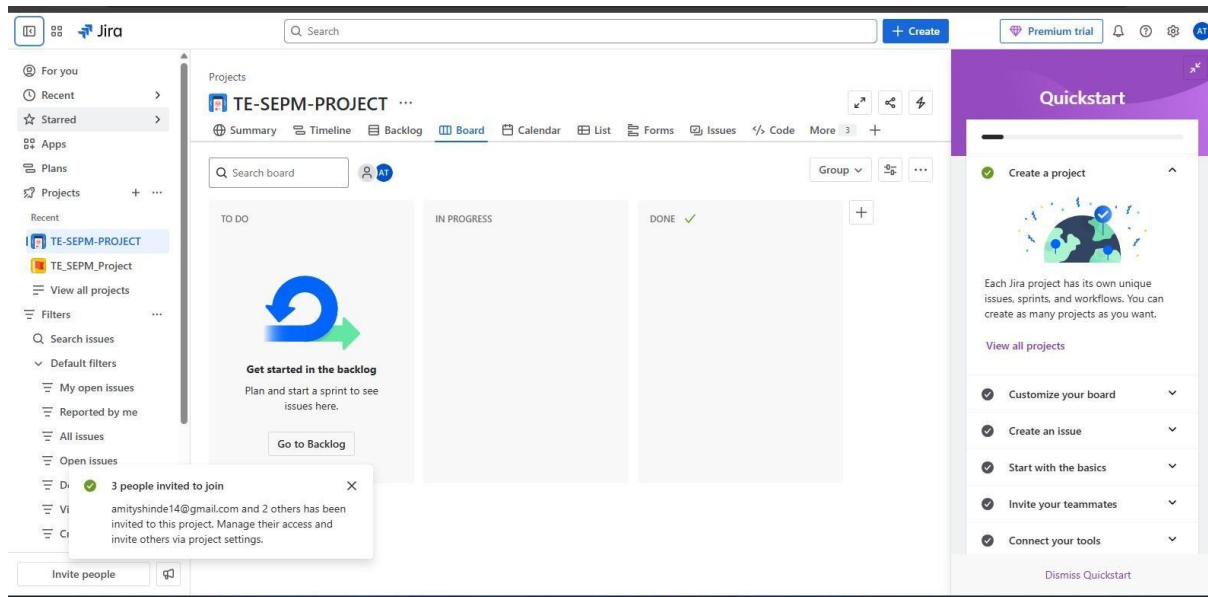 Jira
Search
+ Create
Premium trial
AT
For you
Recent
Starred
Apps
Plans
Projects
Recent
TE-SEPM-PROJECT
TE_SEPM_Project
View all projects
Filters
Search issues
Default filters
My open issues
Reported by me
All issues
Open issues
Invite people
Projects
TE-SEPM-PROJECT
Summary Timeline Backlog Board Calendar List Forms Issues Code More 3
Search board
AT
Group
TO DO
IN PROGRESS
DONE
Get started in the backlog
Plan and start a sprint to see
issues here.
Go to Backlog
3 people invited to join
amityshinde14@gmail.com and 2 others has been
invited to this project. Manage their access and
invite others via project settings.
Quickstart
Create a project
Each Jira project has its own unique
issues, sprints, and workflows. You can
create as many projects as you want.
View all projects
Customize your board
Create an issue
Start with the basics
Invite your teammates
Connect your tools
Dismiss Quickstart